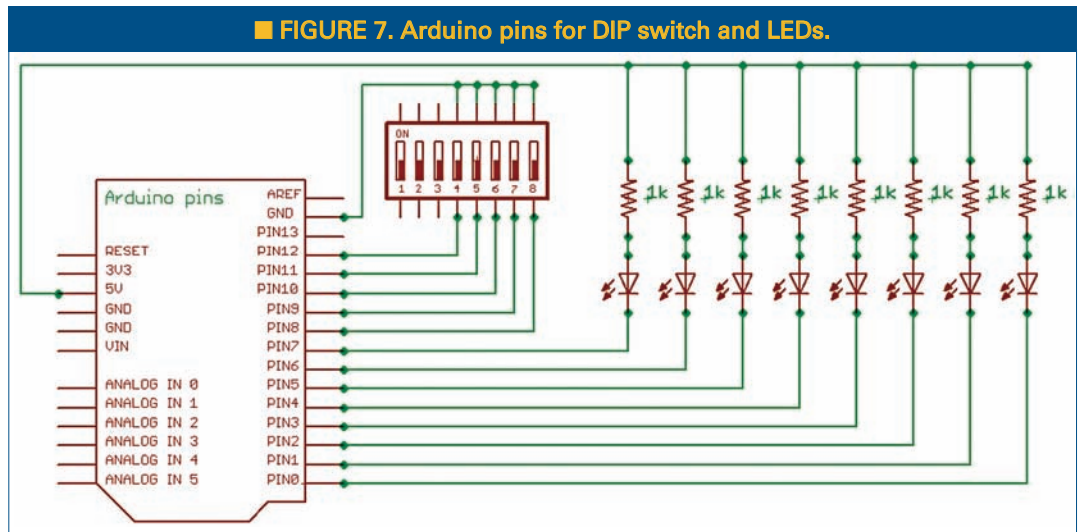 ■ FIGURE 7. Arduino pins for DIP switch and LEDs.
ON
1 2 3 4 5 6 7 8
1k 1k 1k 1k 1k 1k 1k 1k
Arduino pins
RESET
3V3
5V
GND
GND
VIN
ANALOG IN 0
ANALOG IN 1
ANALOG IN 2
ANALOG IN 3
ANALOG IN 4
ANALOG IN 5
AREF
GND
PIN13
PIN12
PIN11
PIN10
PIN9
PIN8
PIN7
PIN6
PIN5
PIN4
PIN3
PIN2
PIN1
PIN0